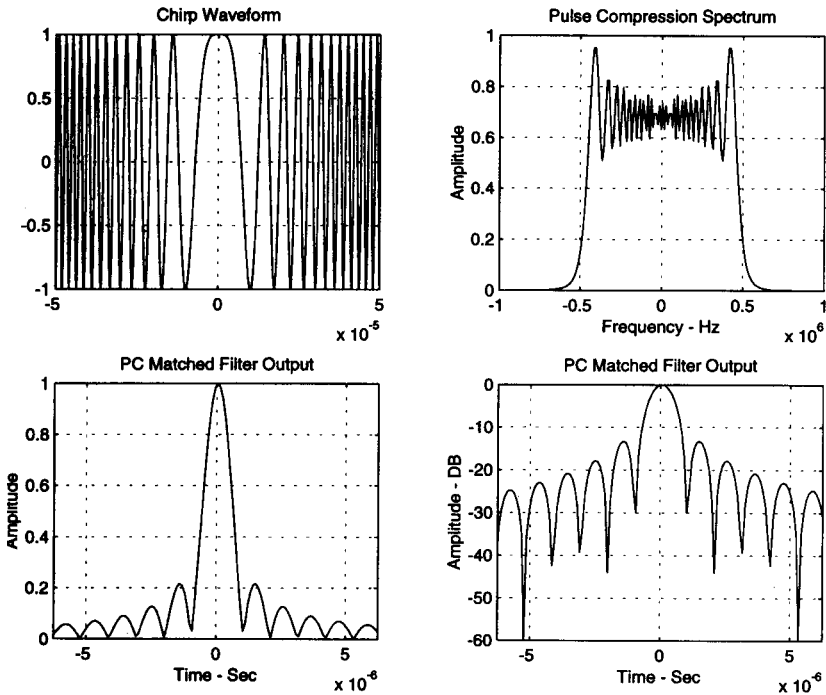 Chirp Waveform
1
0.5
0
-0.5
-1
-5
0
5
x 10^-5
Pulse Compression Spectrum
Amplitude
1
0.8
0.6
0.4
0.2
0
-1
-0.5
0
0.5
1
Frequency - Hz
x 10^6
PC Matched Filter Output
Amplitude
1
0.8
0.6
0.4
0.2
0
-5
0
5
Time - Sec
x 10^-6
PC Matched Filter Output
Amplitude - DB
0
-10
-20
-30
-40
-50
-60
-5
0
5
Time - Sec
x 10^-6